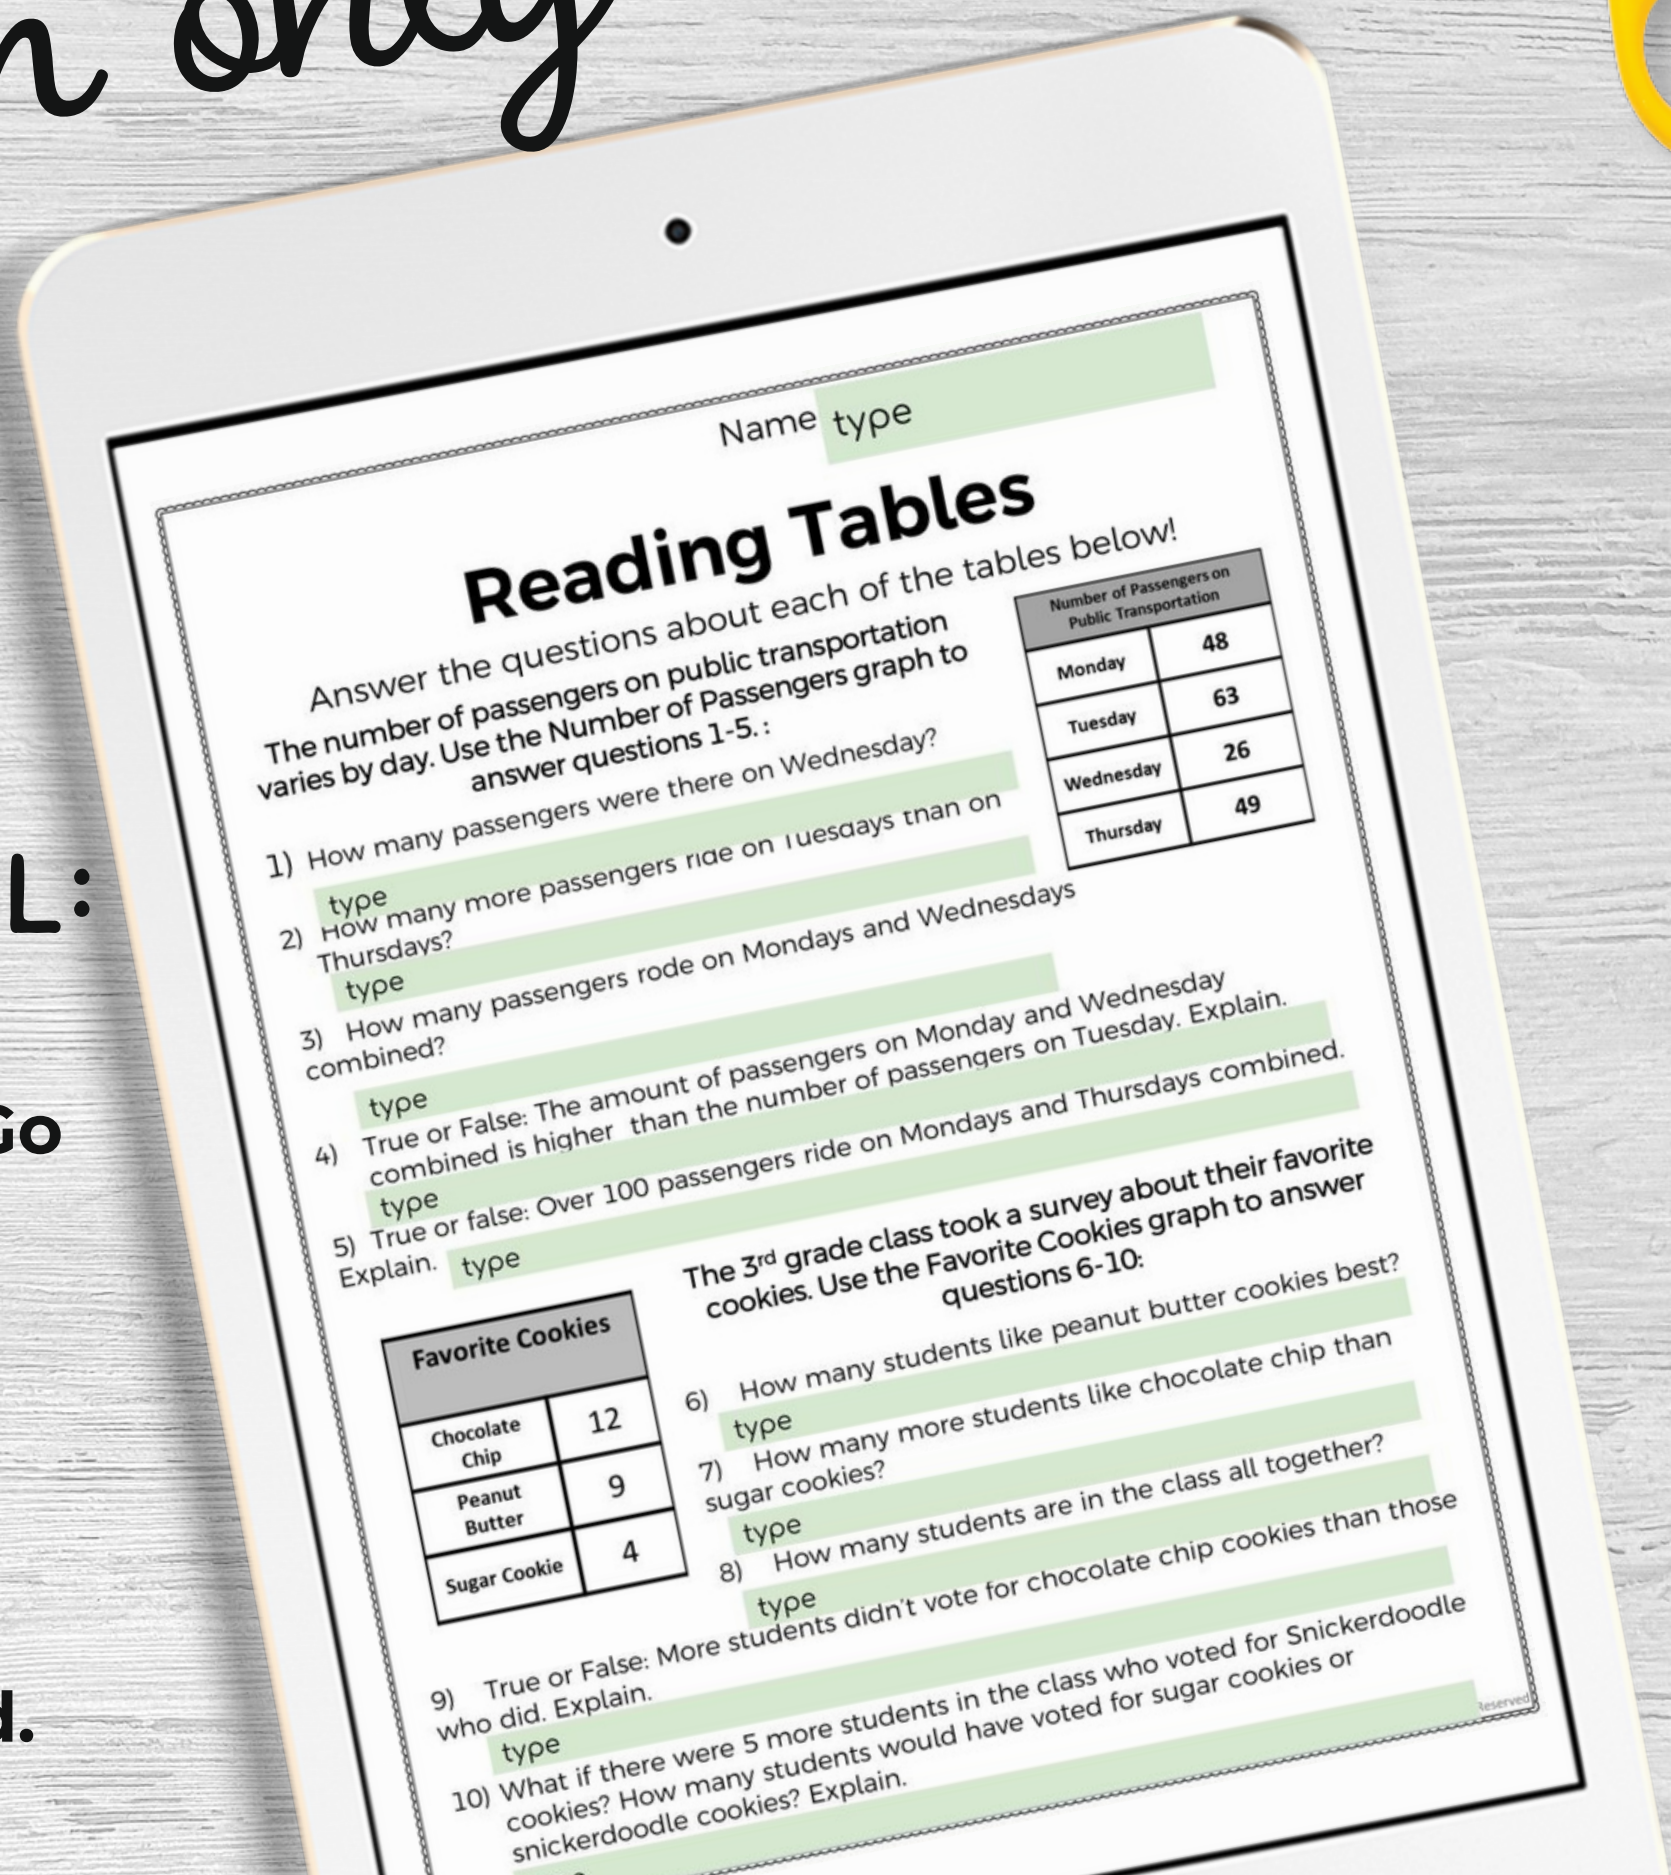 only
L:
Go
d.
Name type
Reading Tables
Answer the questions about each of the tables below!
The number of passengers on public transportation
varies by day. Use the Number of Passengers graph to
answer questions 1-5. :
Number of Passengers on
Public Transportation
Monday 48
Tuesday 63
Wednesday 26
Thursday 49
1) How many passengers were there on Wednesday?
type
2) How many more passengers ride on Tuesdays than on
Thursdays?
type
3) How many passengers rode on Mondays and Wednesdays
combined?
type
4) True or False: The amount of passengers on Monday and Wednesday
combined is higher than the number of passengers on Tuesday. Explain.
type
5) True or false: Over 100 passengers ride on Mondays and Thursdays combined.
Explain. type
The 3rd grade class took a survey about their favorite
cookies. Use the Favorite Cookies graph to answer
questions 6-10:
Favorite Cookies
Chocolate
Chip 12
Peanut
Butter 9
Sugar Cookie 4
6) How many students like peanut butter cookies best?
type
7) How many more students like chocolate chip than
sugar cookies?
type
8) How many students are in the class all together?
type
9) True or False: More students didn't vote for chocolate chip cookies than those
who did. Explain.
type
10) What if there were 5 more students in the class who voted for Snickerdoodle
cookies? How many students would have voted for sugar cookies or
snickerdoodle cookies? Explain.
Reserved